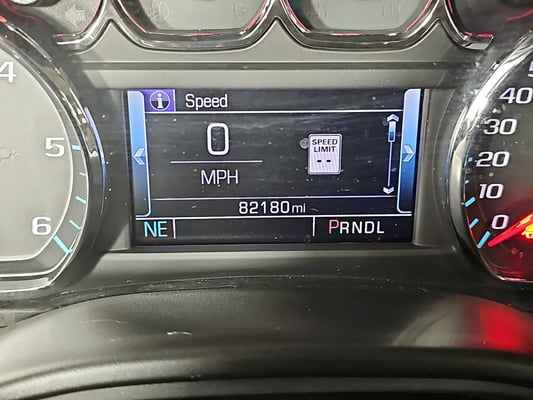 Speed
0
MPH
SPEED
LIMIT
--
82180 mi
NE
PRNDL
4
5
6
40
30
20
10
0